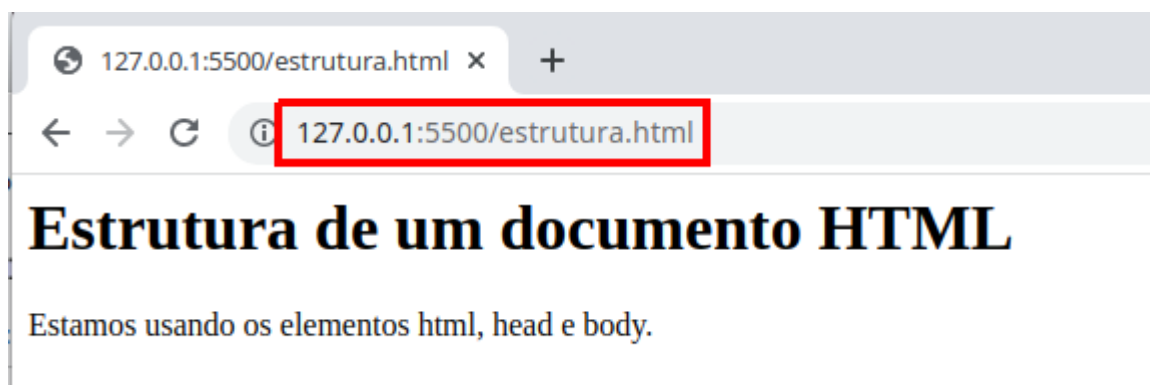 127.0.0.1:5500/estrutura.html
127.0.0.1:5500/estrutura.html
Estrutura de um documento HTML
Estamos usando os elementos html, head e body.